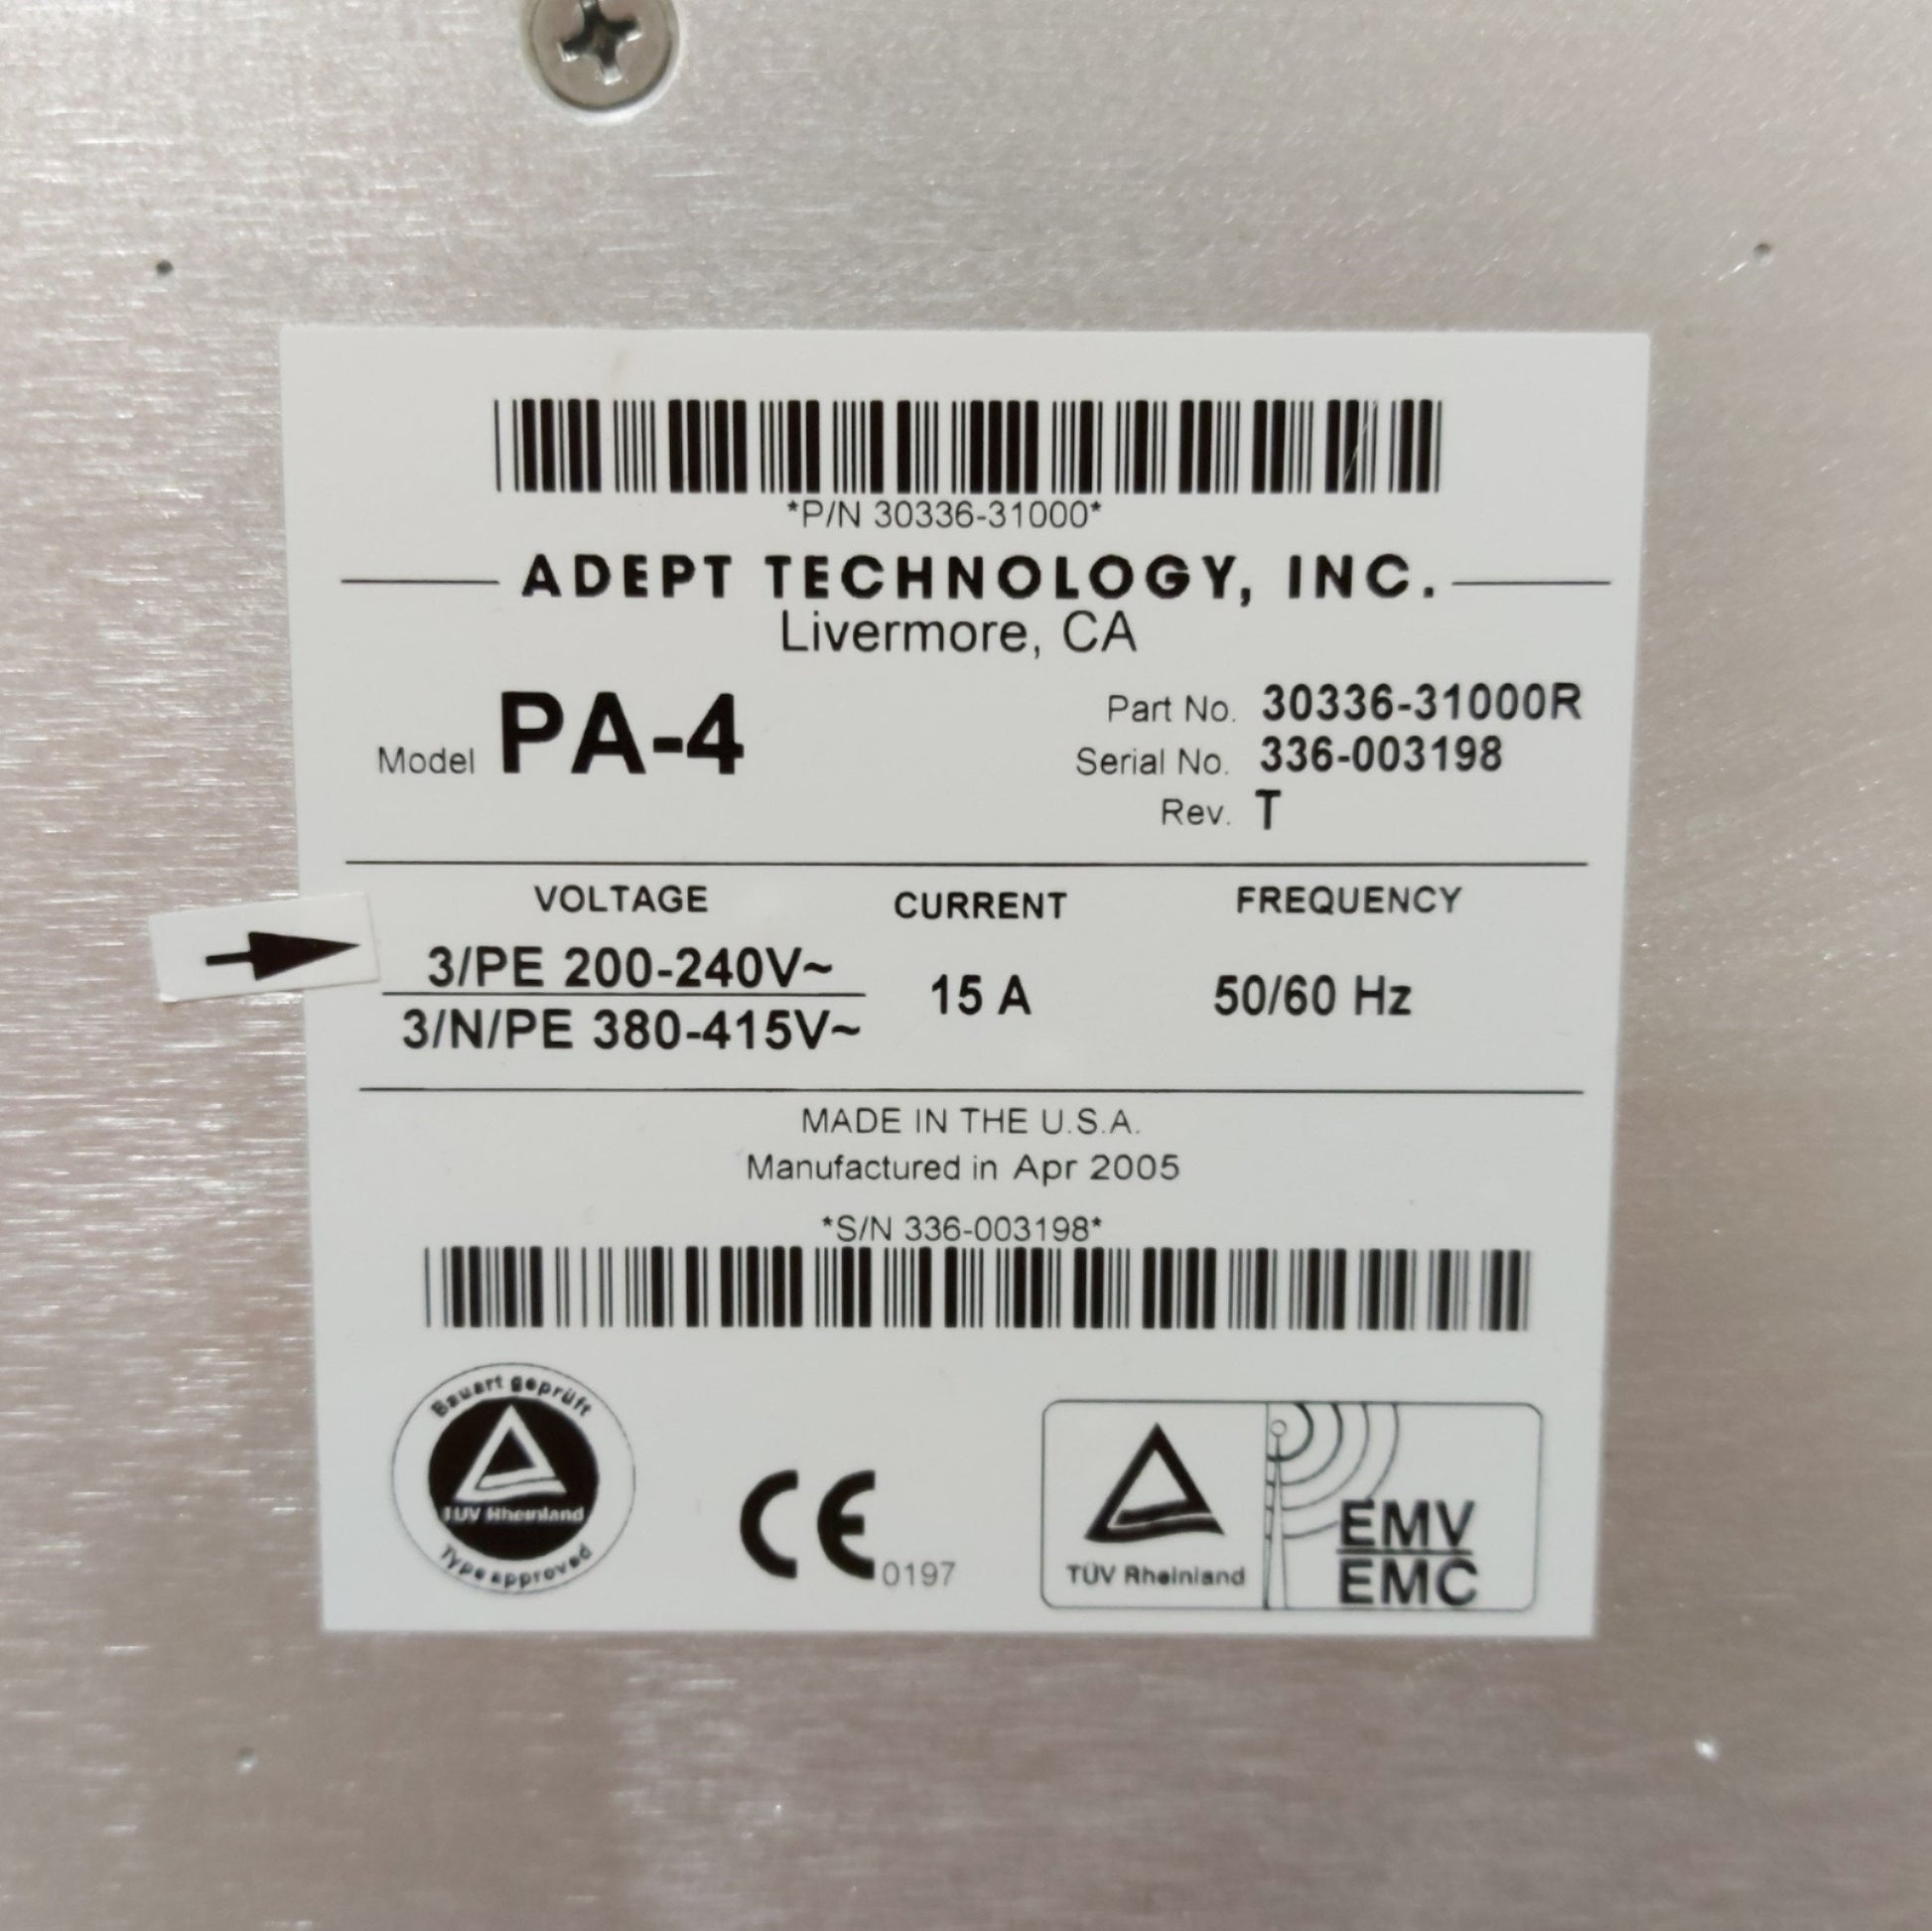 *P/N 30336-31000*
ADEPT TECHNOLOGY, INC.
Livermore, CA
Model PA-4
Part No. 30336-31000R
Serial No. 336-003198
Rev. T
VOLTAGE CURRENT FREQUENCY
3/PE 200-240V~
3/N/PE 380-415V~
15 A
50/60 Hz
MADE IN THE U.S.A.
Manufactured in Apr 2005
*S/N 336-003198*
Bauart geprüft
TÜV Rheinland
Type approved
CE 0197
TÜV Rheinland
EMV
EMC